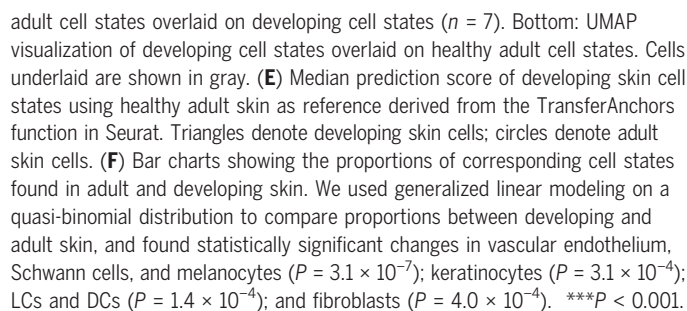 adult cell states overlaid on developing cell states (n = 7). Bottom: UMAP
visualization of developing cell states overlaid on healthy adult cell states. Cells
underlaid are shown in gray. (E) Median prediction score of developing skin cell
states using healthy adult skin as reference derived from the TransferAnchors
function in Seurat. Triangles denote developing skin cells; circles denote adult
skin cells. (F) Bar charts showing the proportions of corresponding cell states
found in adult and developing skin. We used generalized linear modeling on a
quasi-binomial distribution to compare proportions between developing and
adult skin, and found statistically significant changes in vascular endothelium,
Schwann cells, and melanocytes (P = 3.1 × 10⁻⁷); keratinocytes (P = 3.1 × 10⁻⁴);
LCs and DCs (P = 1.4 × 10⁻⁴); and fibroblasts (P = 4.0 × 10⁻⁴). ***P < 0.001.